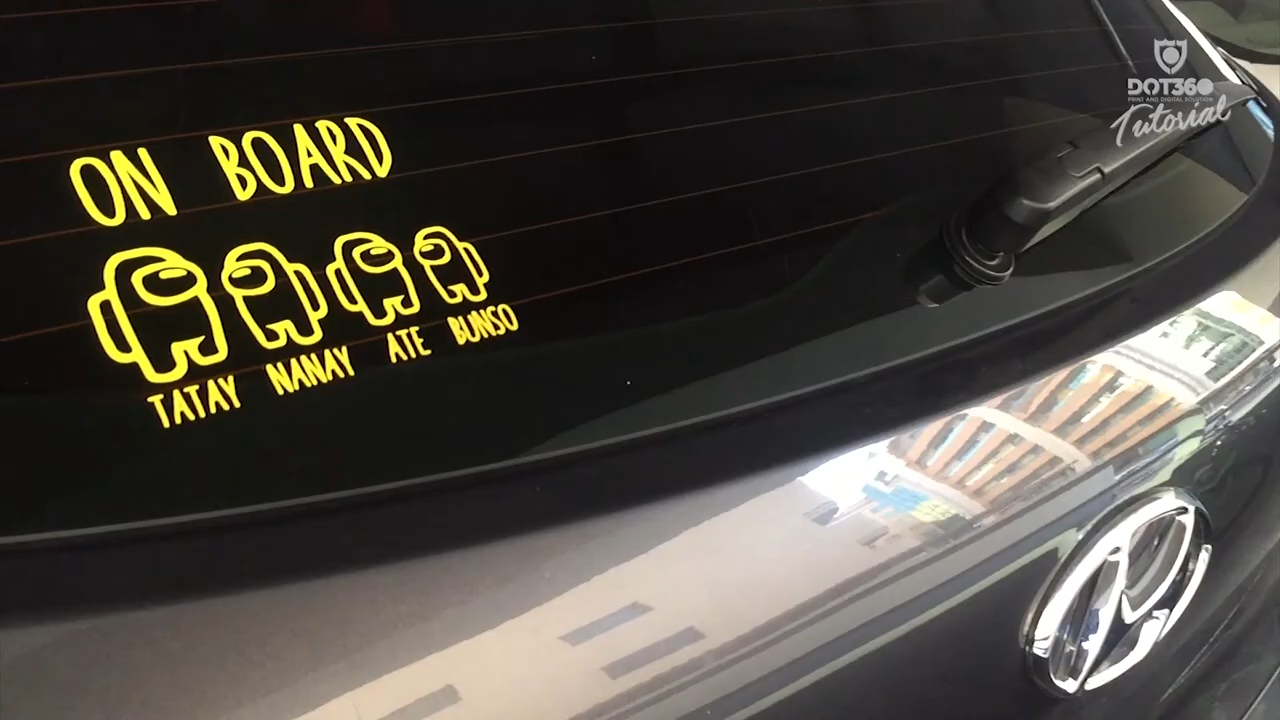 ON BOARD
TATAY NANAY ATE BUNSO
DOT360
PRINT AND DIGITAL SOLUTION
Tutorial